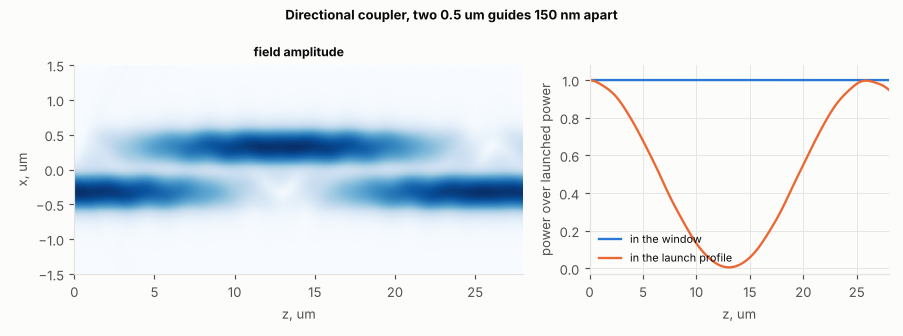 Directional coupler, two 0.5 um guides 150 nm apart
field amplitude
1.5
1.0
0.5
0.0
−0.5
−1.0
−1.5
x, um
0 5 10 15 20 25
z, um
1.0
0.8
0.6
0.4
0.2
0.0
power over launched power
in the window
in the launch profile
0 5 10 15 20 25
z, um